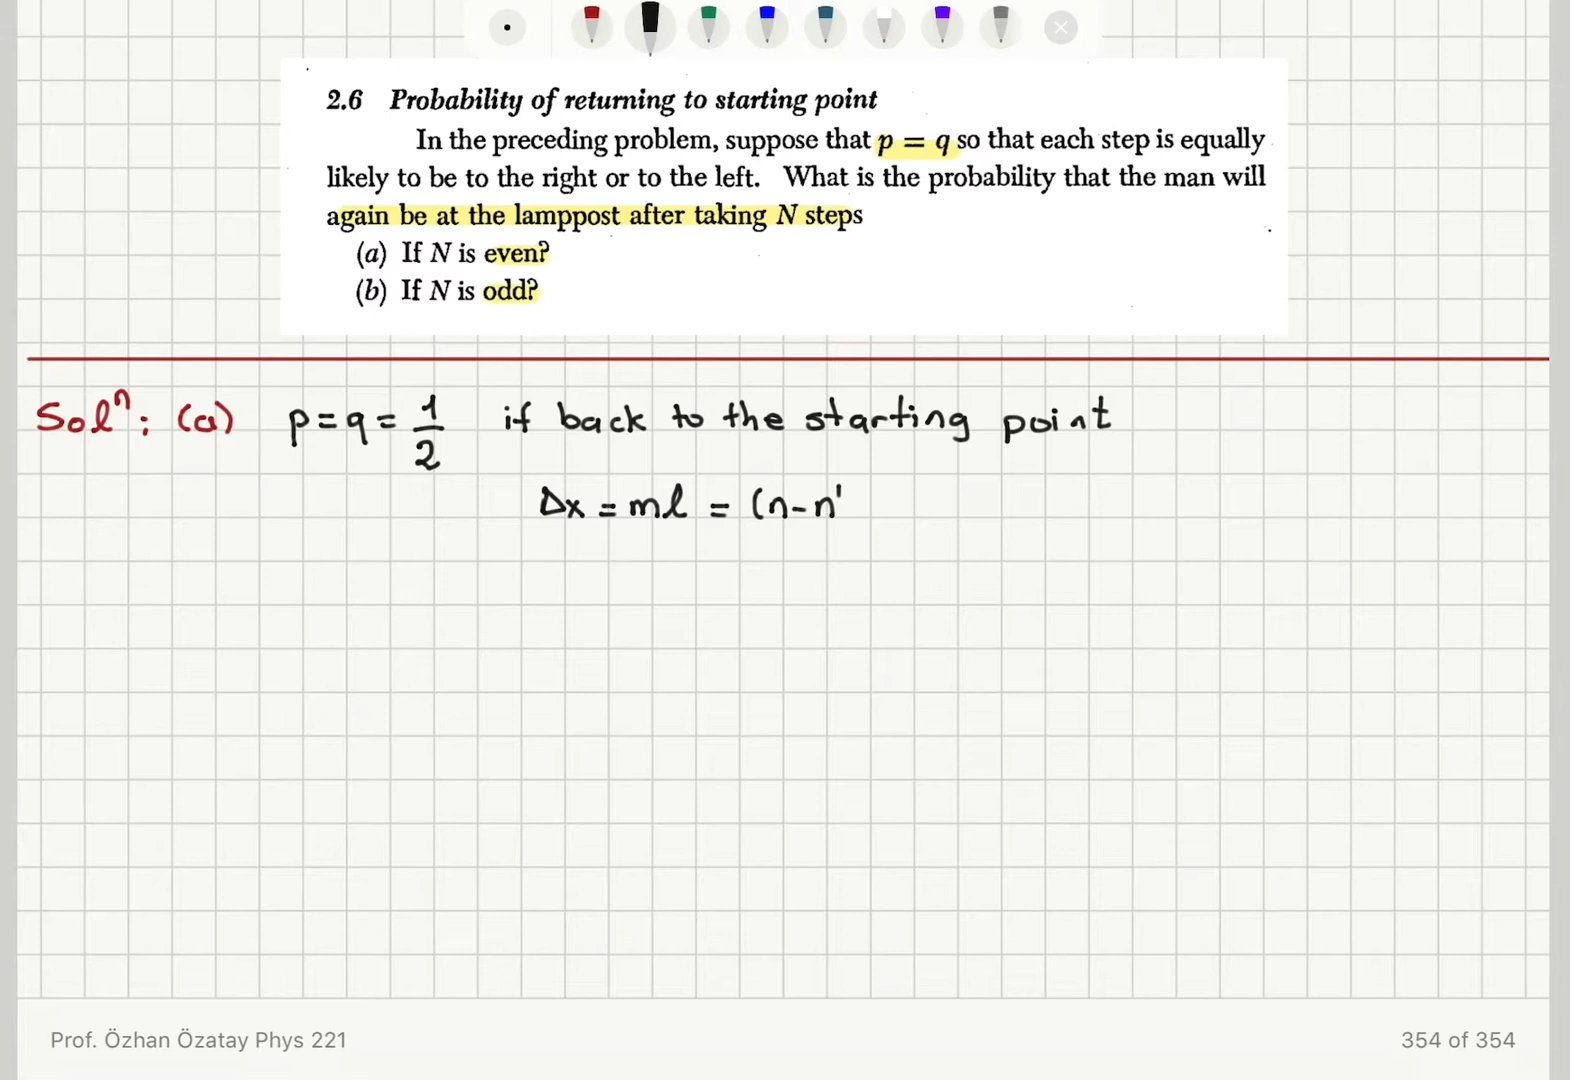 2.6 Probability of returning to starting point
In the preceding problem, suppose that p = q so that each step is equally
likely to be to the right or to the left. What is the probability that the man will
again be at the lamppost after taking N steps
(a) If N is even?
(b) If N is odd?
Solⁿ: (a) p=q= 1/2 if back to the starting point
Δx = ml = (n-n'
Prof. Özhan Özatay Phys 221
354 of 354